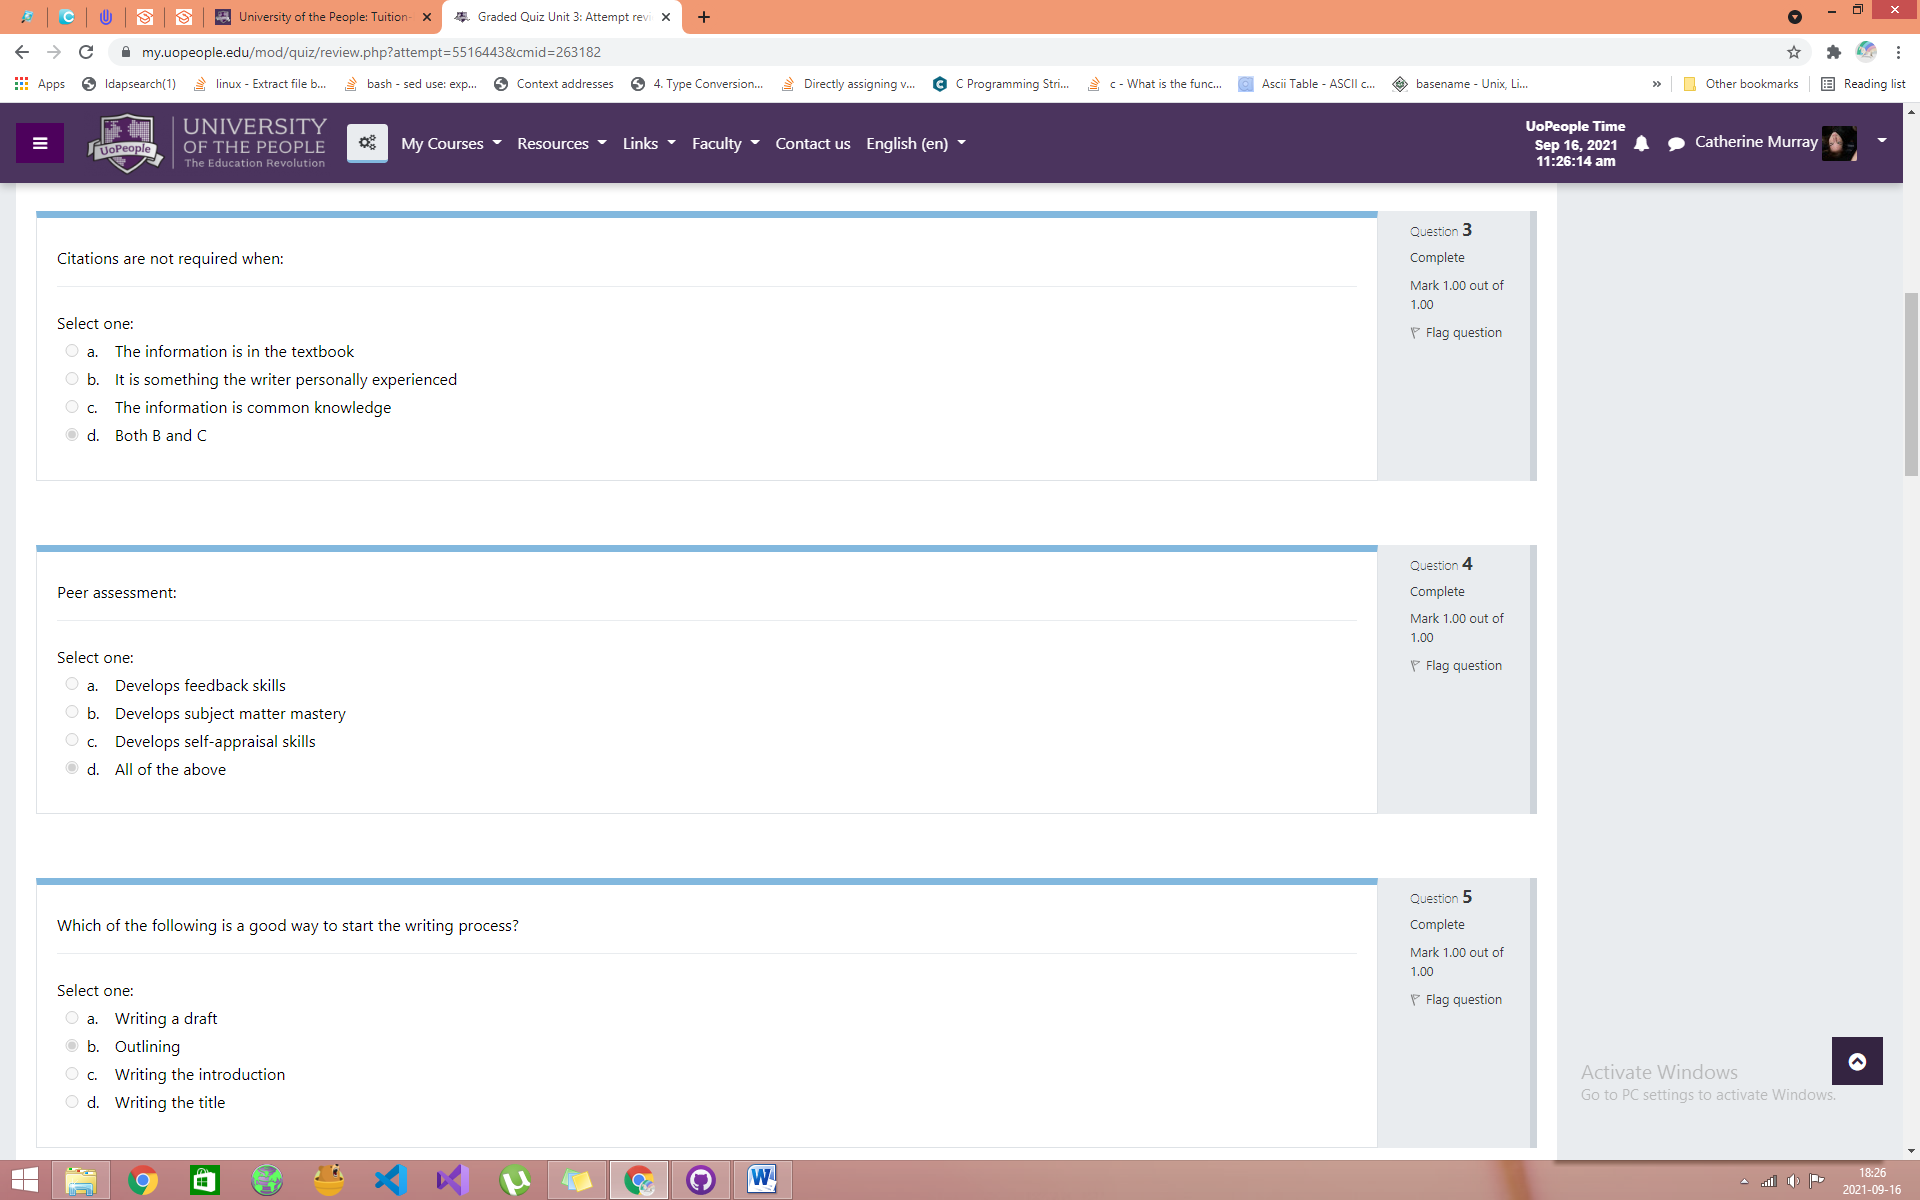 University of the People: Tuition-
Graded Quiz Unit 3: Attempt revi
my.uopeople.edu/mod/quiz/review.php?attempt=5516443&cmid=263182
Apps ldapsearch(1) linux - Extract file b... bash - sed use: exp... Context addresses 4. Type Conversion... Directly assigning v... C Programming Stri... c - What is the func... Ascii Table - ASCII c... basename - Unix, Li... » Other bookmarks Reading list
UoPeople
UNIVERSITY
OF THE PEOPLE
The Education Revolution
My Courses Resources Links Faculty Contact us English (en)
UoPeople Time
Sep 16, 2021
11:26:14 am
Catherine Murray
Citations are not required when:
Select one:
a. The information is in the textbook
b. It is something the writer personally experienced
c. The information is common knowledge
d. Both B and C
Question 3
Complete
Mark 1.00 out of
1.00
Flag question
Peer assessment:
Select one:
a. Develops feedback skills
b. Develops subject matter mastery
c. Develops self-appraisal skills
d. All of the above
Question 4
Complete
Mark 1.00 out of
1.00
Flag question
Which of the following is a good way to start the writing process?
Select one:
a. Writing a draft
b. Outlining
c. Writing the introduction
d. Writing the title
Question 5
Complete
Mark 1.00 out of
1.00
Flag question
Activate Windows
Go to PC settings to activate Windows.
18:26
2021-09-16